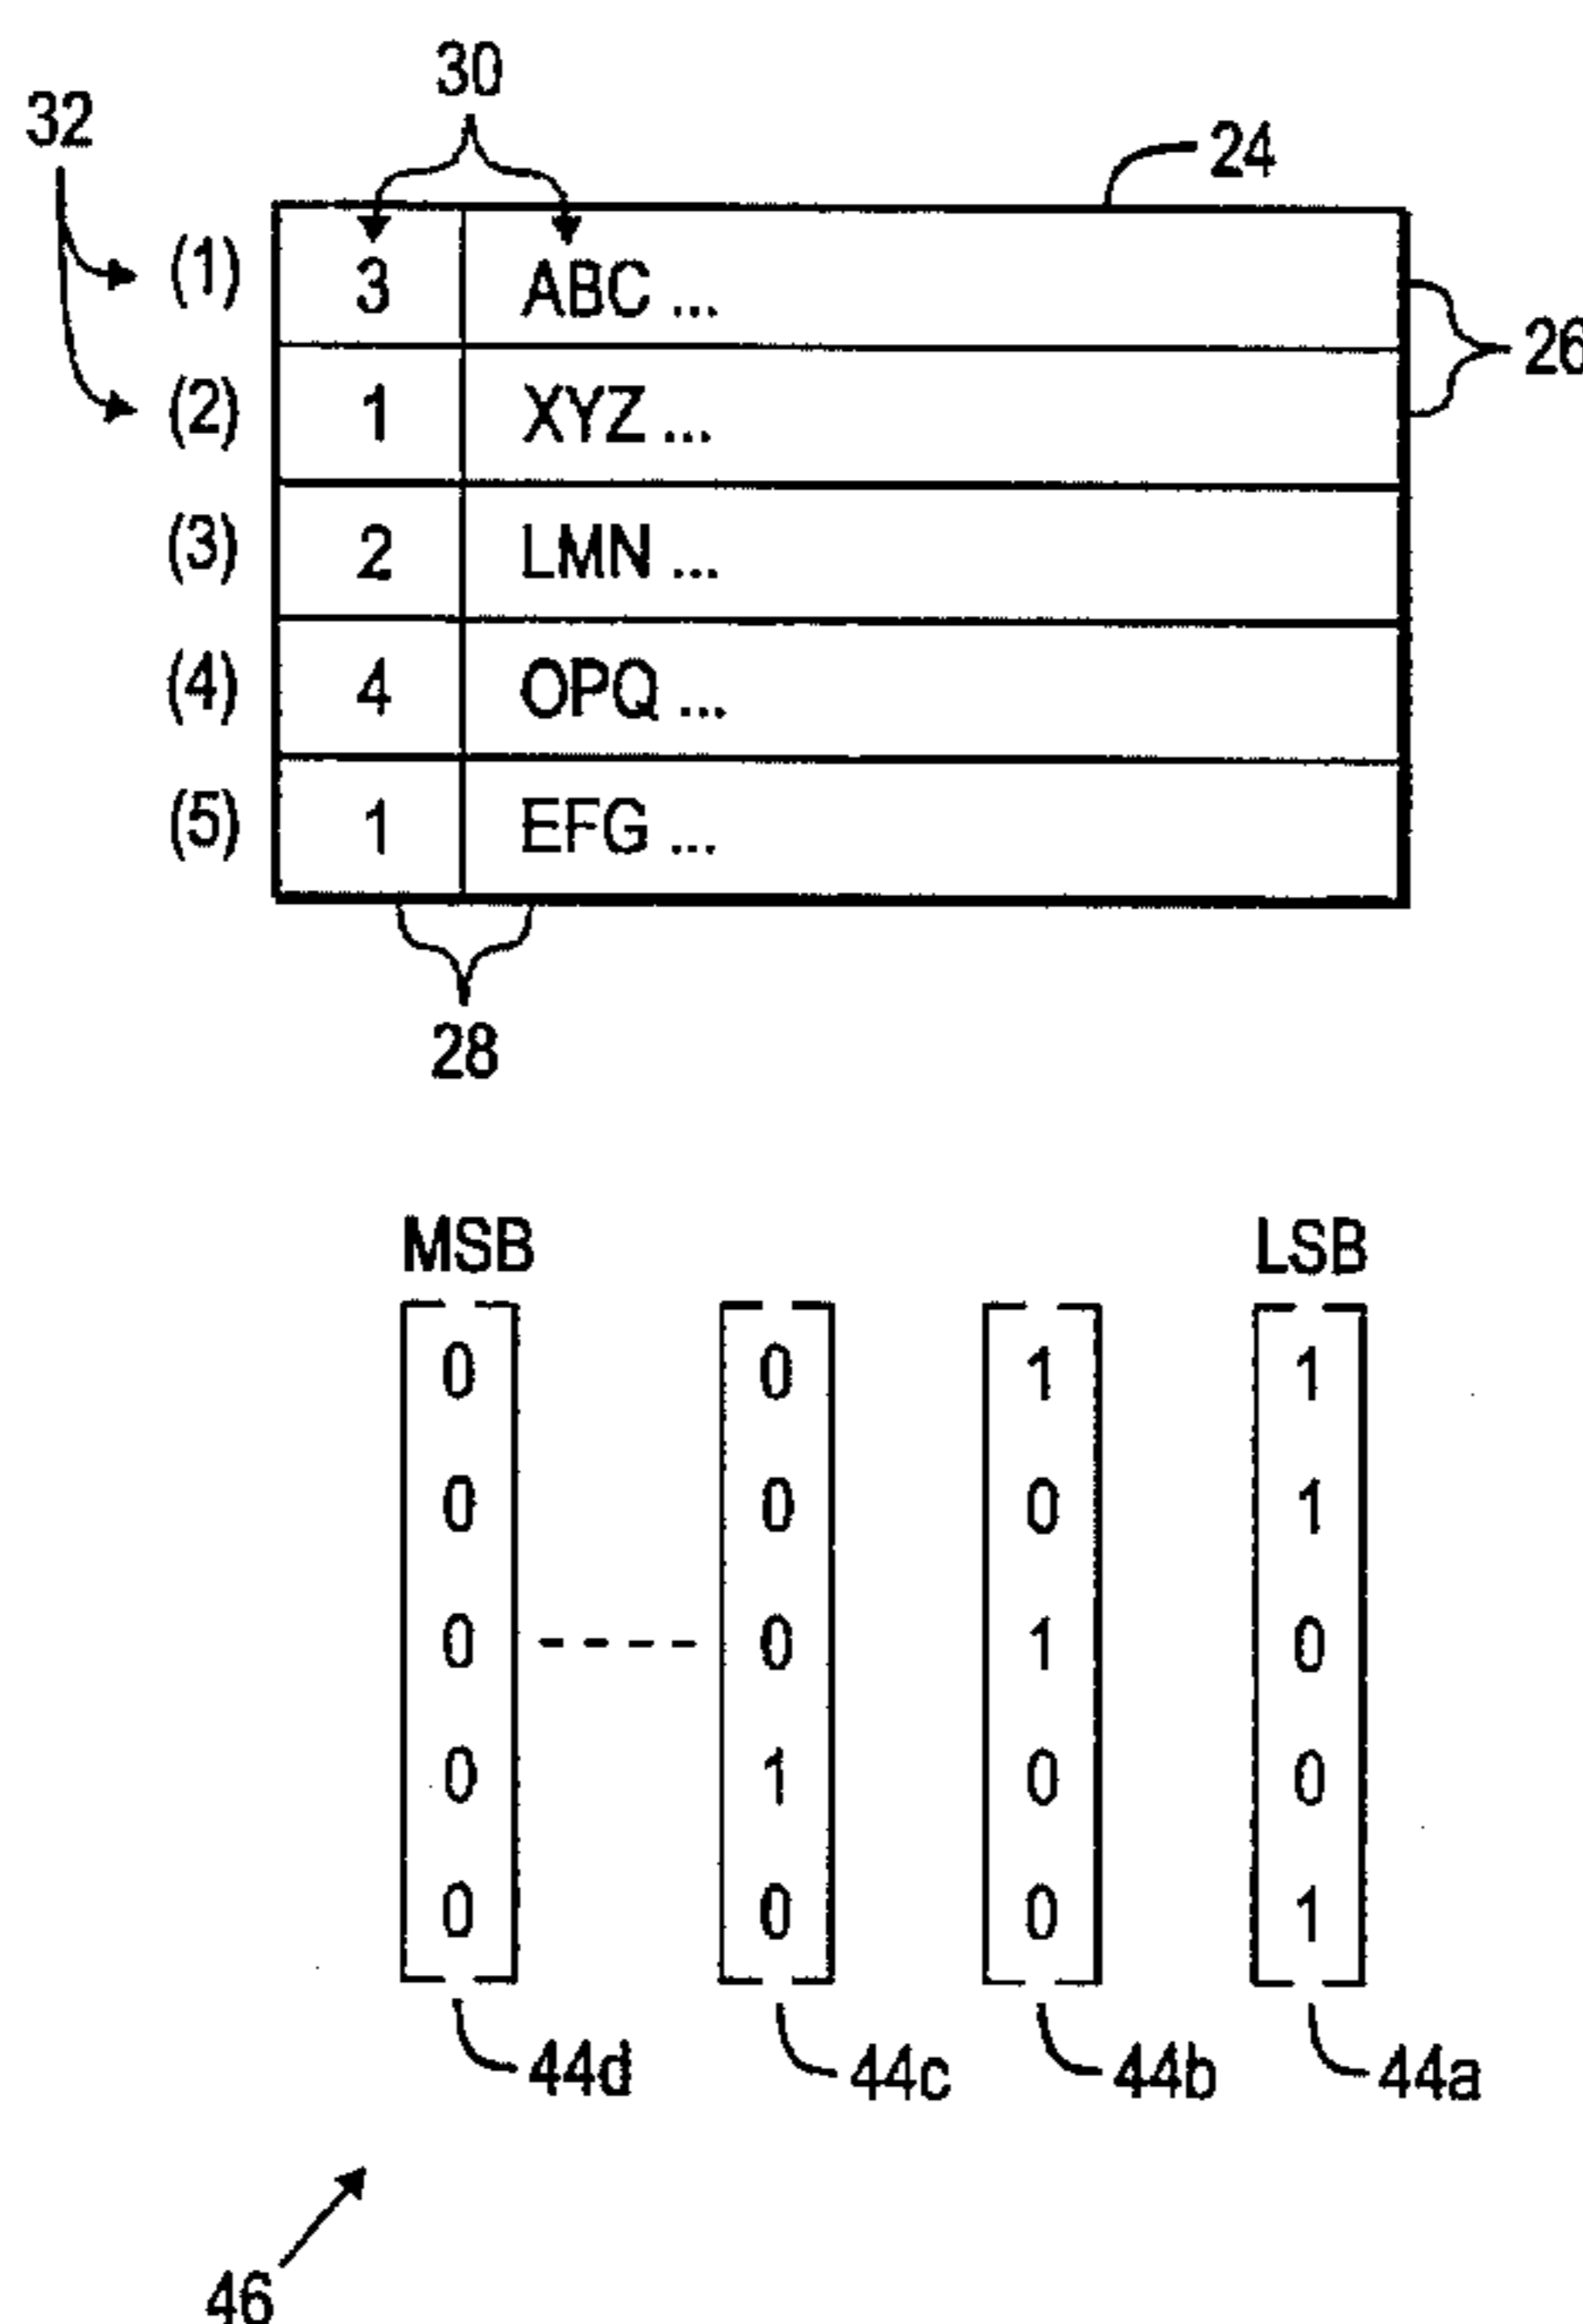 30
32
24
(1) 3 ABC ...
26
(2) 1 XYZ ...
(3) 2 LMN ...
(4) 4 OPQ ...
(5) 1 EFG ...
28
MSB LSB
0 0 1 1
0 0 0 1
0 0 1 0
0 1 0 0
0 0 0 1
44d 44c 44b 44a
46